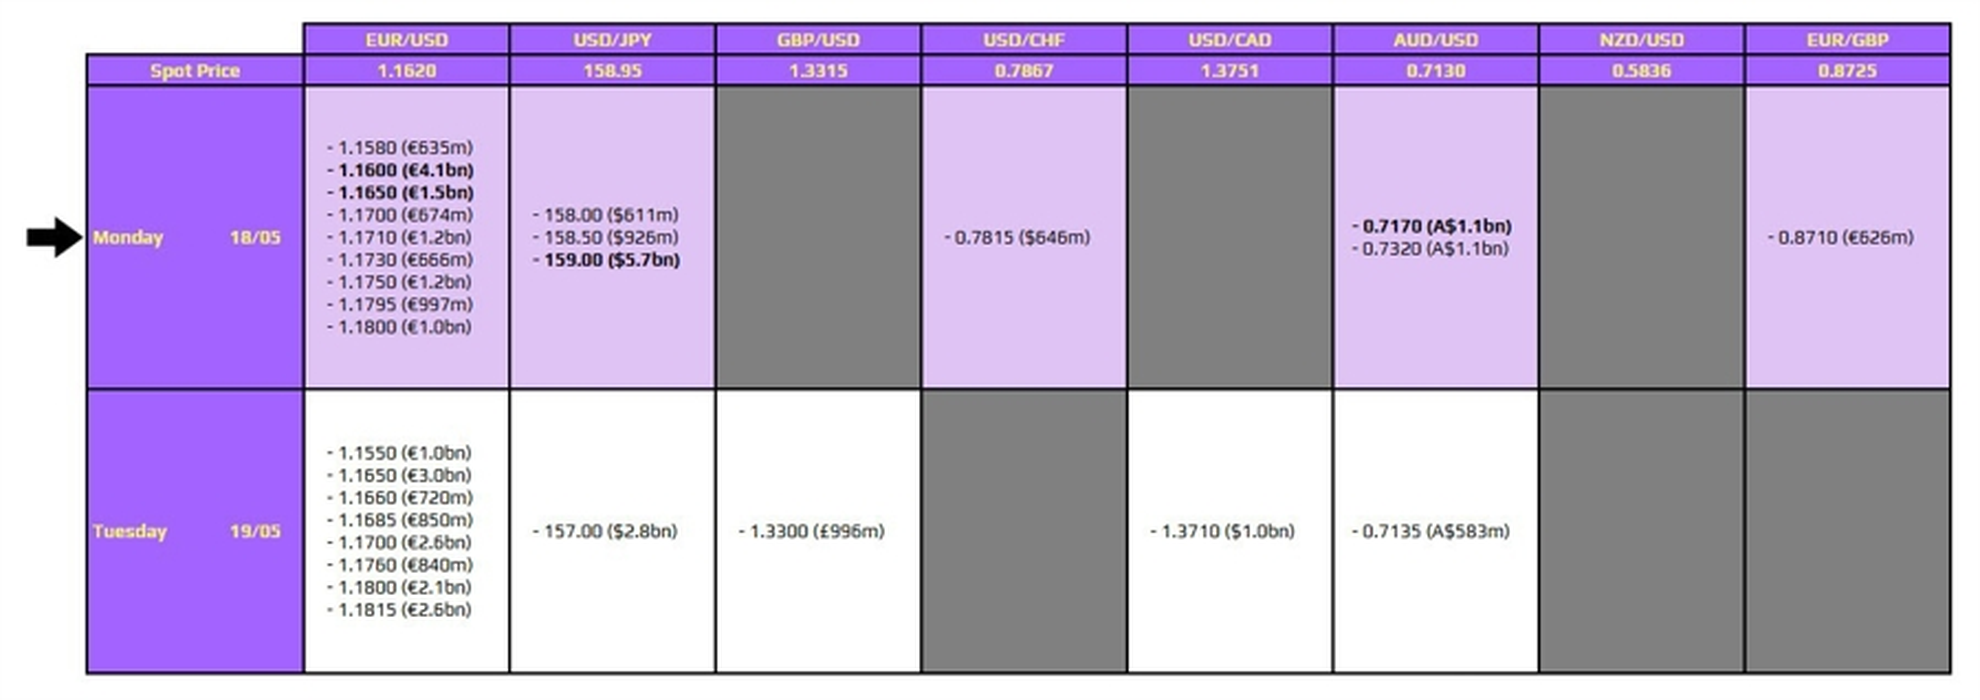 EUR/USD USD/JPY GBP/USD USD/CHF USD/CAD AUD/USD NZD/USD EUR/GBP
Spot Price 1.1620 158.95 1.3315 0.7867 1.3751 0.7130 0.5836 0.8725
Monday 18/05
- 1.1580 (€635m)
- 1.1600 (€4.1bn)
- 1.1650 (€1.5bn)
- 1.1700 (€674m)
- 1.1710 (€1.2bn)
- 1.1730 (€666m)
- 1.1750 (€1.2bn)
- 1.1795 (€997m)
- 1.1800 (€1.0bn)
- 158.00 ($611m)
- 158.50 ($926m)
- 159.00 ($5.7bn)
- 0.7815 ($646m)
- 0.7170 (A$1.1bn)
- 0.7320 (A$1.1bn)
- 0.8710 (€626m)
Tuesday 19/05
- 1.1550 (€1.0bn)
- 1.1650 (€3.0bn)
- 1.1660 (€720m)
- 1.1685 (€850m)
- 1.1700 (€2.6bn)
- 1.1760 (€840m)
- 1.1800 (€2.1bn)
- 1.1815 (€2.6bn)
- 157.00 ($2.8bn)
- 1.3300 (£996m)
- 1.3710 ($1.0bn)
- 0.7135 (A$583m)